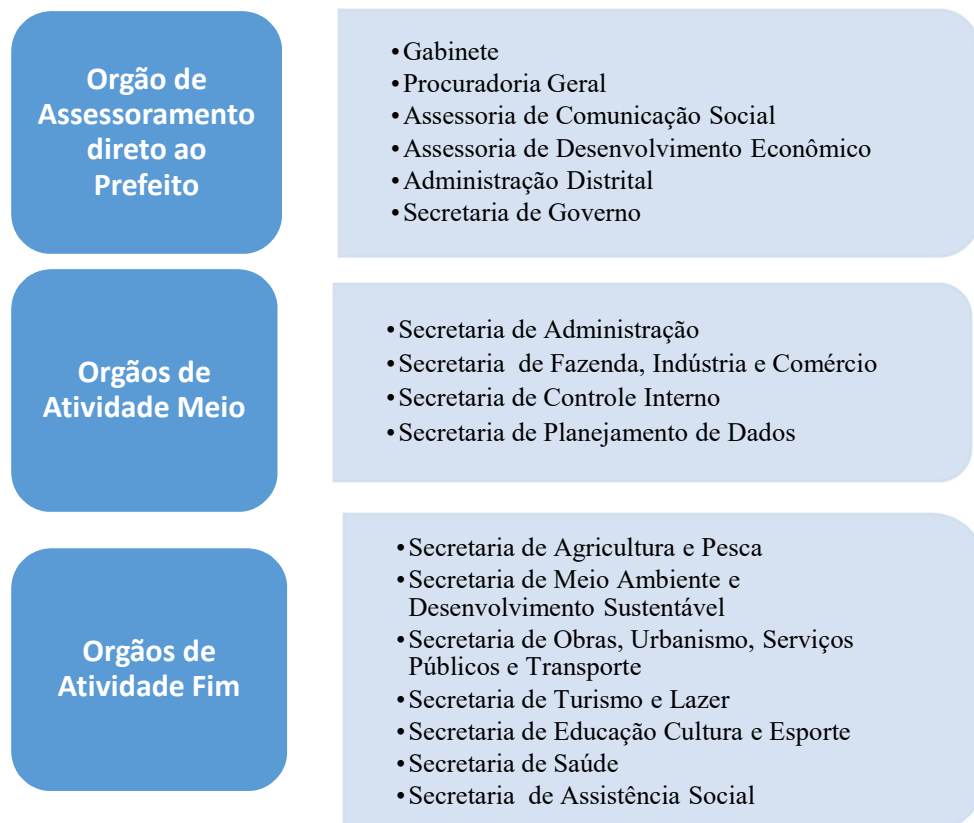 Orgão de
Assessoramento
direto ao
Prefeito
•Gabinete
•Procuradoria Geral
•Assessoria de Comunicação Social
•Assessoria de Desenvolvimento Econômico
•Administração Distrital
•Secretaria de Governo
Orgãos de
Atividade Meio
•Secretaria de Administração
•Secretaria de Fazenda, Indústria e Comércio
•Secretaria de Controle Interno
•Secretaria de Planejamento de Dados
Orgãos de
Atividade Fim
•Secretaria de Agricultura e Pesca
•Secretaria de Meio Ambiente e
Desenvolvimento Sustentável
•Secretaria de Obras, Urbanismo, Serviços
Públicos e Transporte
•Secretaria de Turismo e Lazer
•Secretaria de Educação Cultura e Esporte
•Secretaria de Saúde
•Secretaria de Assistência Social